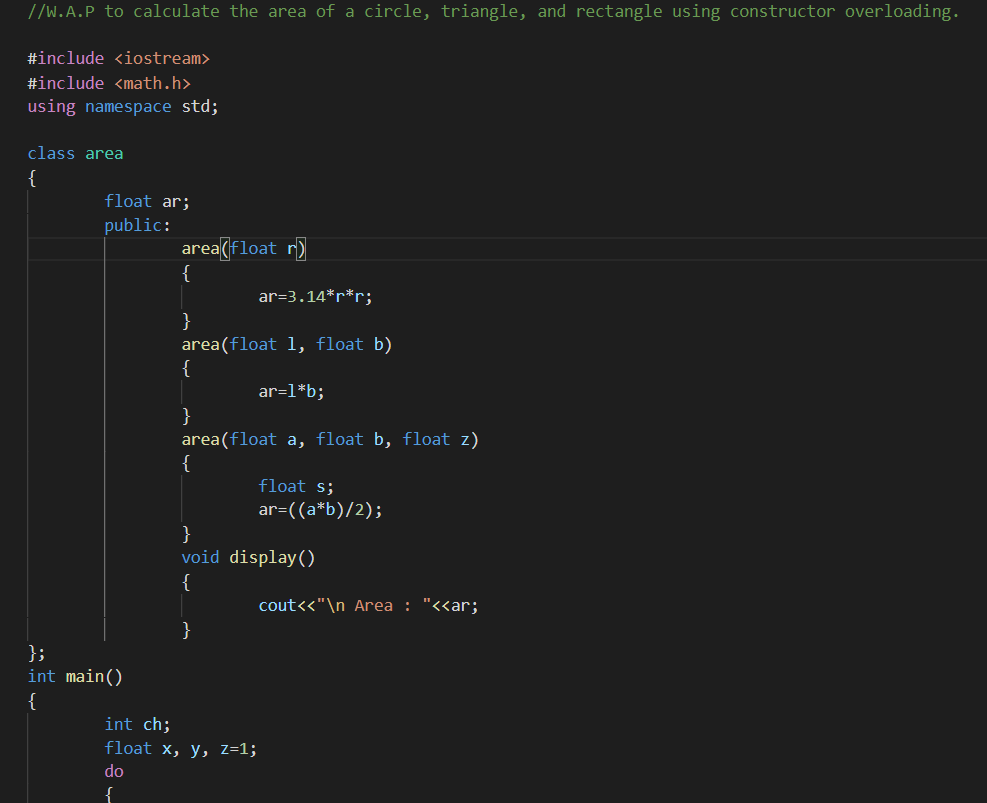 //W.A.P to calculate the area of a circle, triangle, and rectangle using constructor overloading.
#include <iostream>
#include <math.h>
using namespace std;
class area
{
float ar;
public:
area(float r)
{
ar=3.14*r*r;
}
area(float l, float b)
{
ar=l*b;
}
area(float a, float b, float z)
{
float s;
ar=((a*b)/2);
}
void display()
{
cout<<"\n Area : "<<ar;
}
};
int main()
{
int ch;
float x, y, z=1;
do
{